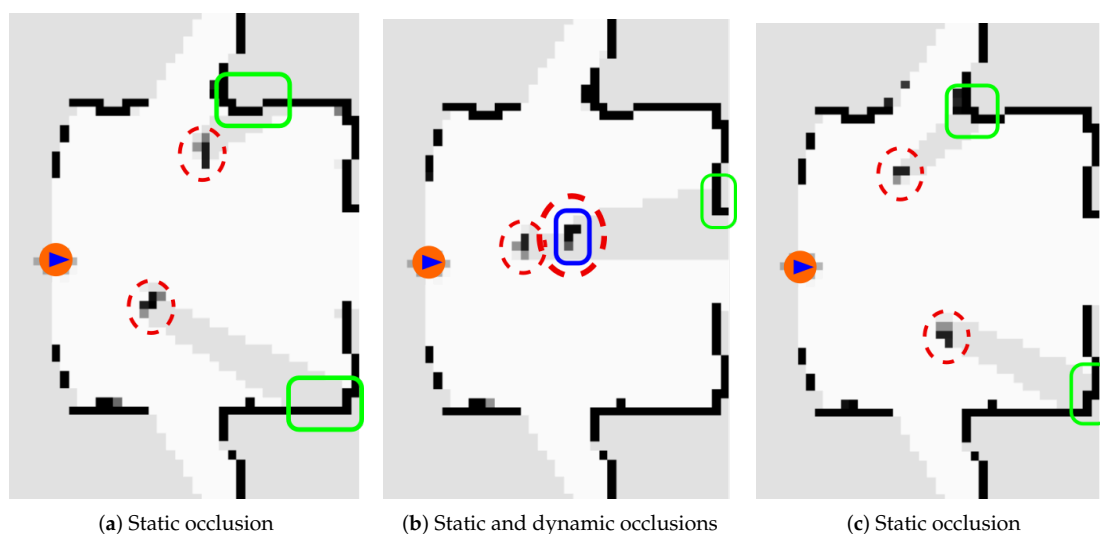 (a) Static occlusion
(b) Static and dynamic occlusions
(c) Static occlusion